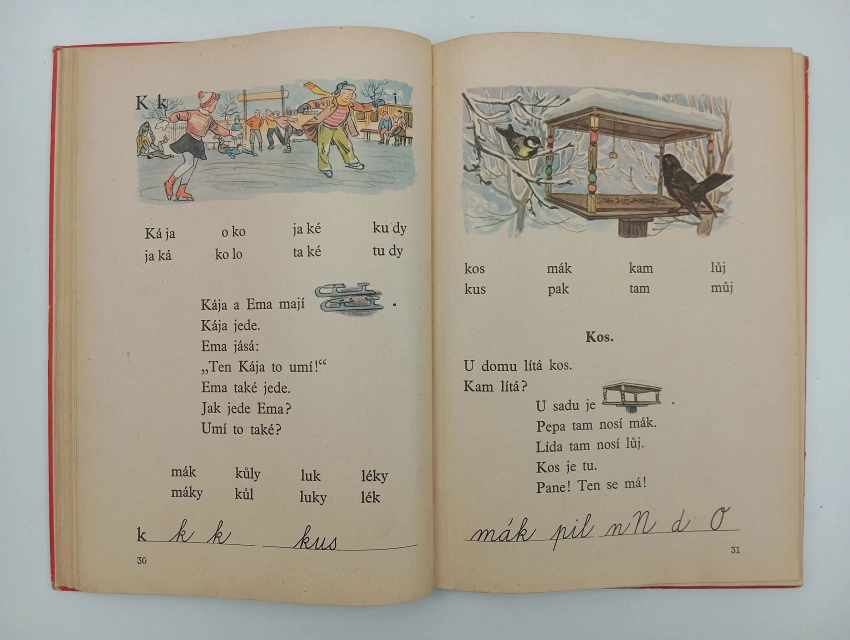 K k
Ká ja o ko ja ké ku dy
ja ká ko lo ta ké tu dy
Kája a Ema mají .
Kája jede.
Ema jásá:
„Ten Kája to umí!“
Ema také jede.
Jak jede Ema?
Umí to také?
mák kůly luk léky
máky kůl luky lék
k k k kus
30
kos mák kam lůj
kus pak tam můj
Kos.
U domu lítá kos.
Kam lítá?
U sadu je .
Pepa tam nosí mák.
Lída tam nosí lůj.
Kos je tu.
Pane! Ten se má!
mák pil nN d O
31